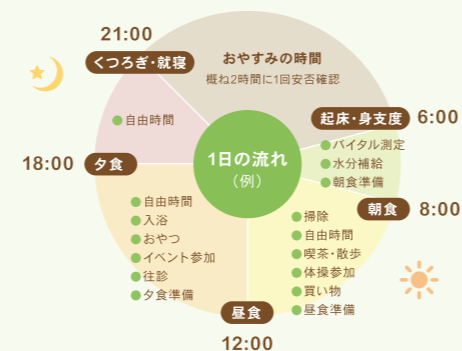 21:00
くつろぎ・就寝
おやすみの時間
概ね2時間に1回安否確認
●自由時間
起床・身支度
6:00
●バイタル測定
●水分補給
●朝食準備
1日の流れ
（例）
18:00
夕食
朝食
8:00
●自由時間
●入浴
●おやつ
●イベント参加
●往診
●夕食準備
●掃除
●自由時間
●喫茶・散歩
●体操参加
●買い物
●昼食準備
昼食
12:00